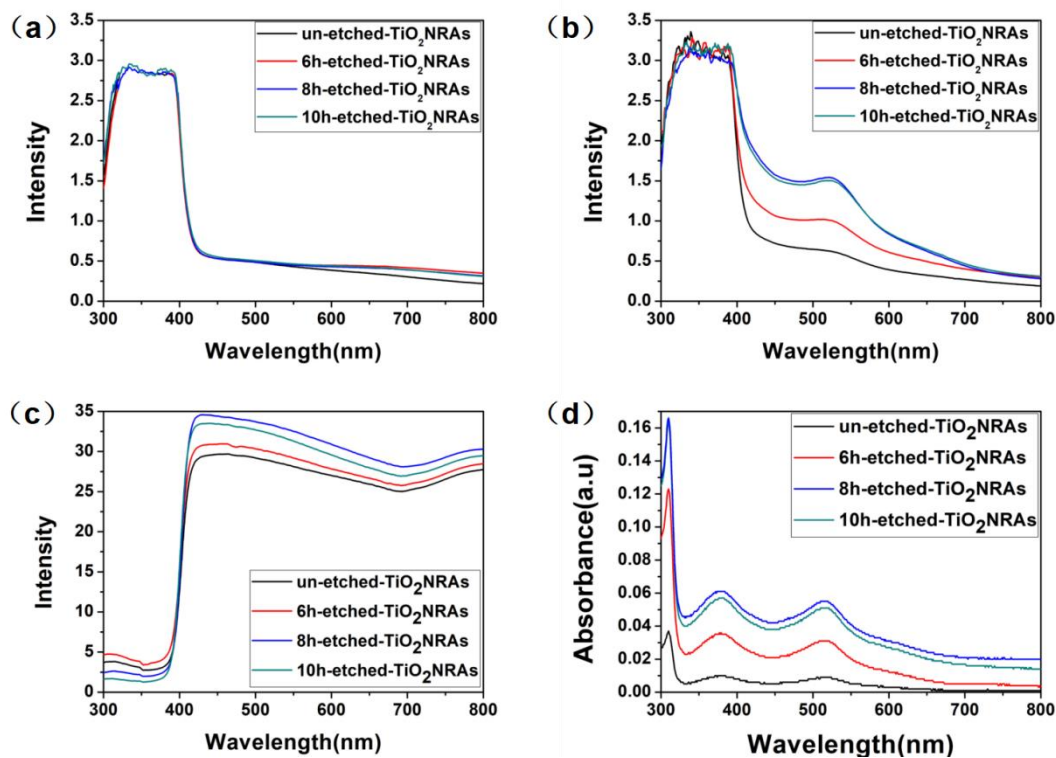 (a)
3.5
3.0
2.5
2.0
1.5
1.0
0.5
0.0
Intensity
un-etched-TiO2NRAs
6h-etched-TiO2NRAs
8h-etched-TiO2NRAs
10h-etched-TiO2NRAs
300 400 500 600 700 800
Wavelength(nm)
(b)
3.5
3.0
2.5
2.0
1.5
1.0
0.5
0.0
Intensity
un-etched-TiO2NRAs
6h-etched-TiO2NRAs
8h-etched-TiO2NRAs
10h-etched-TiO2NRAs
300 400 500 600 700 800
Wavelength(nm)
(c)
35
30
25
20
15
10
5
0
Intensity
un-etched-TiO2NRAs
6h-etched-TiO2NRAs
8h-etched-TiO2NRAs
10h-etched-TiO2NRAs
300 400 500 600 700 800
Wavelength(nm)
(d)
0.16
0.14
0.12
0.10
0.08
0.06
0.04
0.02
0.00
Absorbance(a.u)
un-etched-TiO2NRAs
6h-etched-TiO2NRAs
8h-etched-TiO2NRAs
10h-etched-TiO2NRAs
300 400 500 600 700 800
Wavelength(nm)